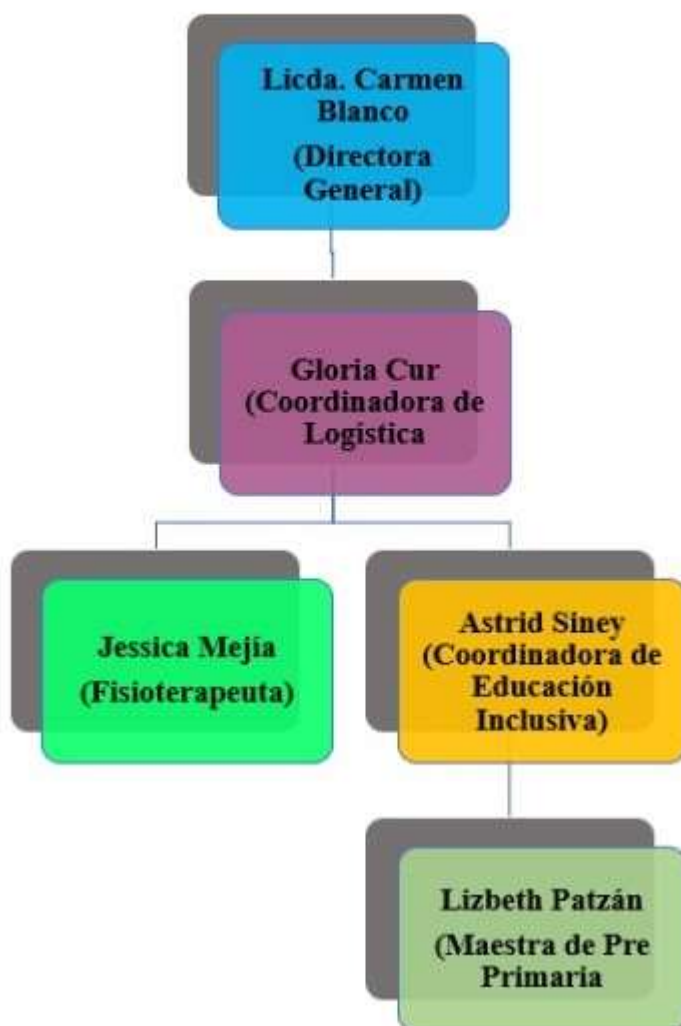 Licda. Carmen
Blanco
(Directora
General)
Gloria Cur
(Coordinadora de
Logística
Jessica Mejía
(Fisioterapeuta)
Astrid Siney
(Coordinadora de
Educación
Inclusiva)
Lizbeth Patzán
(Maestra de Pre
Primaria